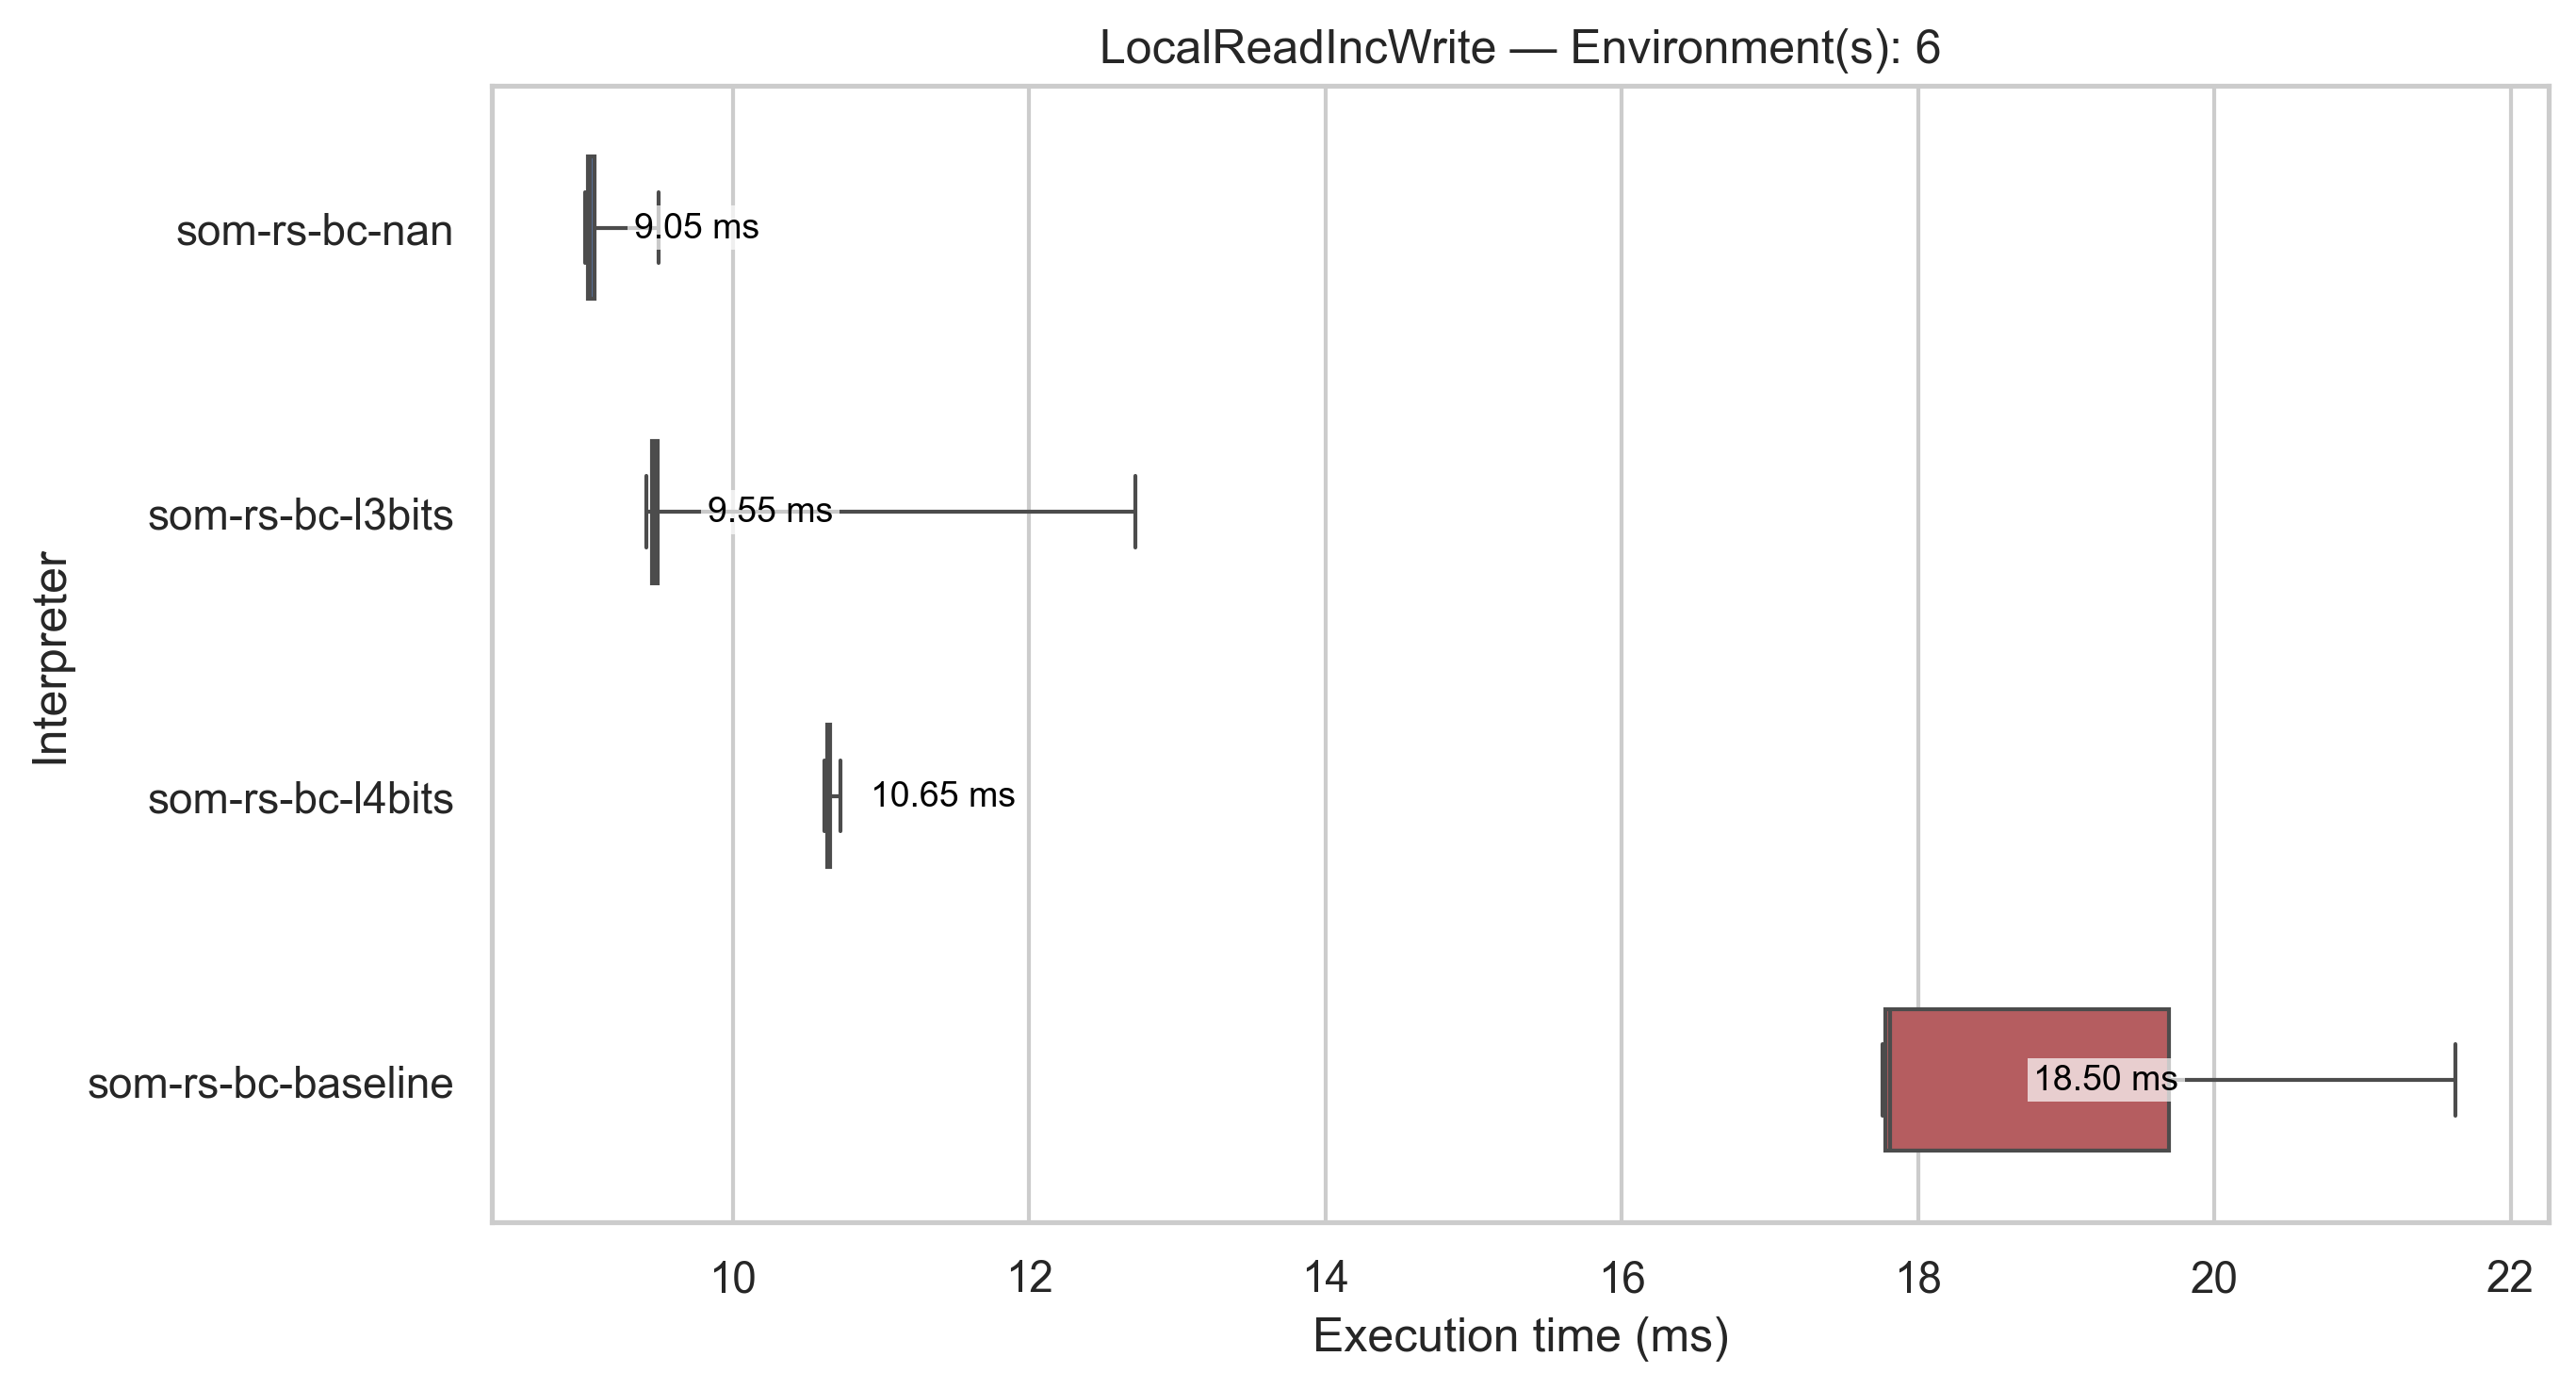 LocalReadIncWrite — Environment(s): 6
som-rs-bc-nan
9.05 ms
som-rs-bc-l3bits
9.55 ms
som-rs-bc-l4bits
10.65 ms
som-rs-bc-baseline
18.50 ms
Interpreter
10 12 14 16 18 20 22
Execution time (ms)